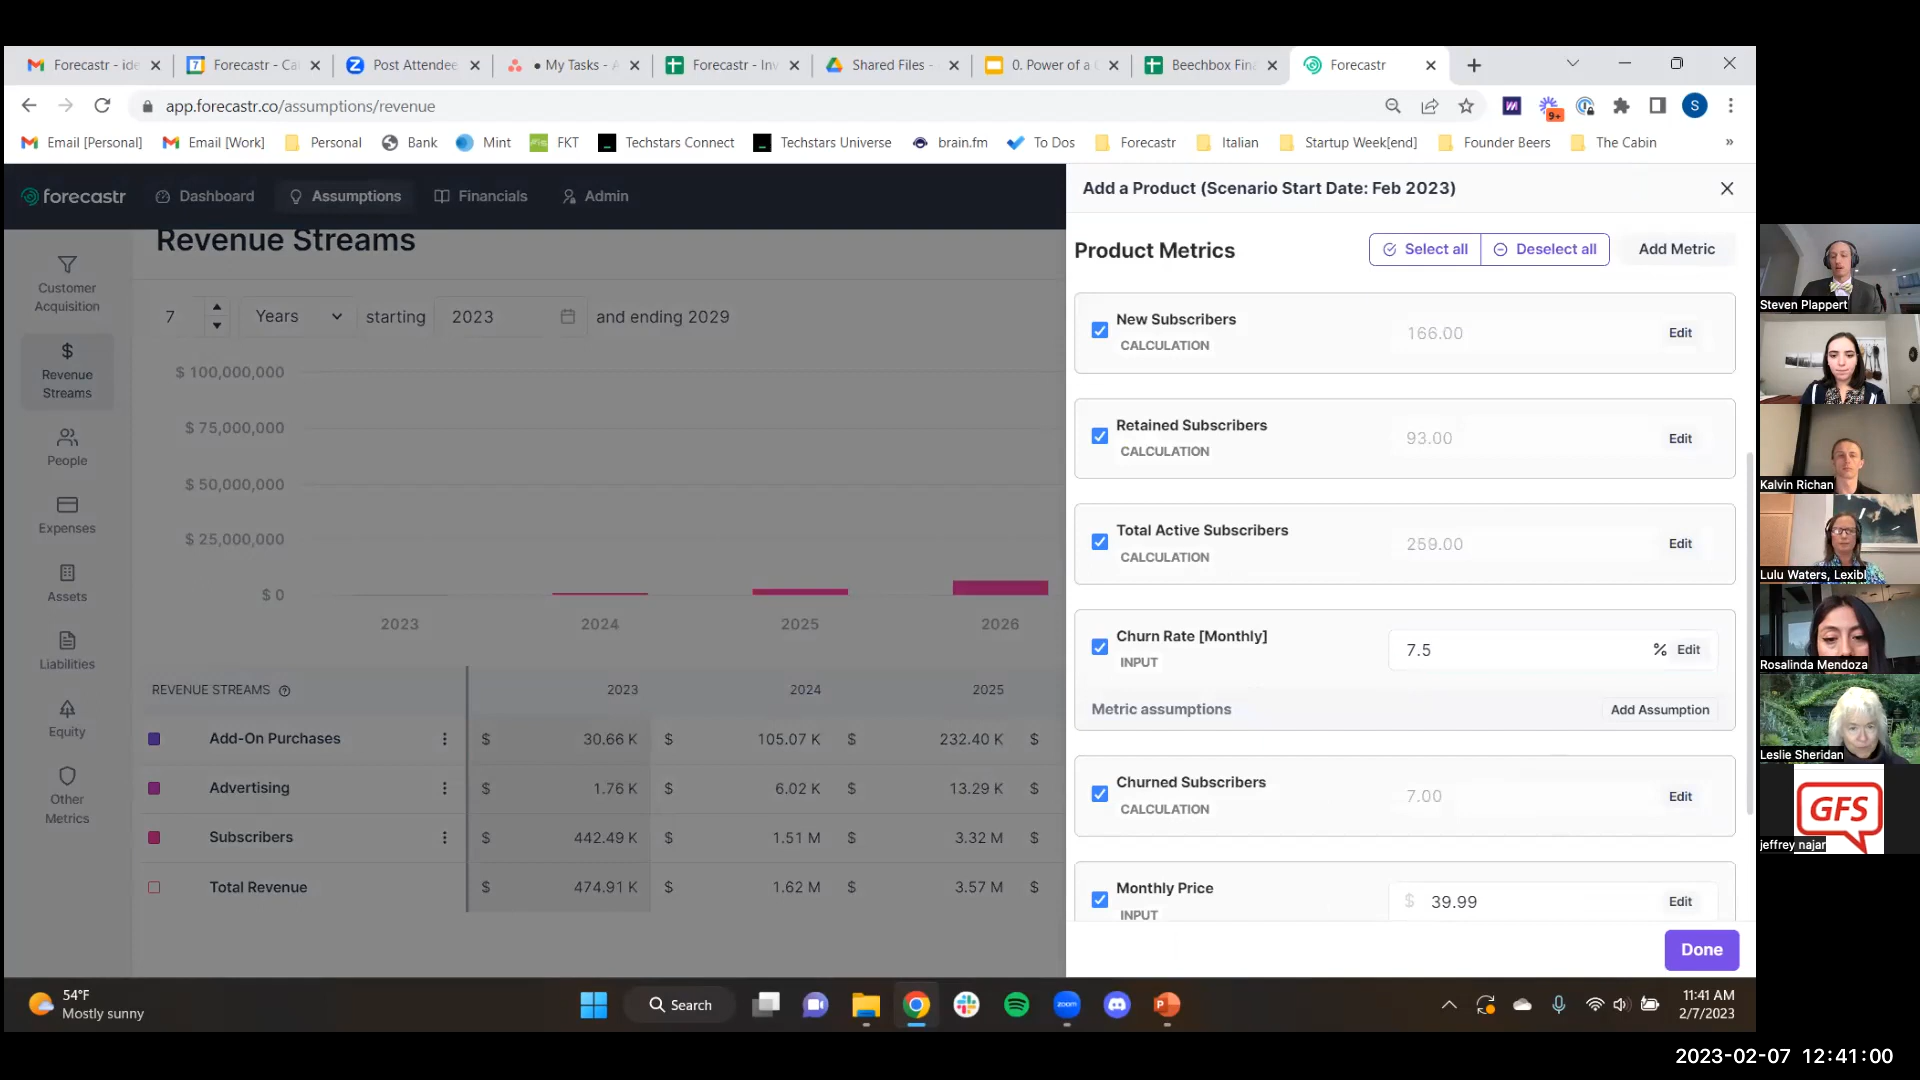 Forecastr - ide
Forecastr - Ca
Post Attendee
• My Tasks - A
Forecastr - Inv
Shared Files -
0. Power of a C
Beechbox Fina
Forecastr
app.forecastr.co/assumptions/revenue
S
9+
Email [Personal]
Email [Work]
Personal
Bank
Mint
FKT
Techstars Connect
Techstars Universe
brain.fm
To Dos
Forecastr
Italian
Startup Week[end]
Founder Beers
The Cabin
»
forecastr
Dashboard
Assumptions
Financials
Admin
Customer
Acquisition
Revenue
Streams
People
Expenses
Assets
Liabilities
Equity
Other
Metrics
Revenue Streams
7 Years starting 2023 and ending 2029
$ 100,000,000
$ 75,000,000
$ 50,000,000
$ 25,000,000
$ 0
2023 2024 2025 2026
REVENUE STREAMS 2023 2024 2025
Add-On Purchases $ 30.66 K $ 105.07 K $ 232.40 K $
Advertising $ 1.76 K $ 6.02 K $ 13.29 K $
Subscribers $ 442.49 K $ 1.51 M $ 3.32 M $
Total Revenue $ 474.91 K $ 1.62 M $ 3.57 M $
Add a Product (Scenario Start Date: Feb 2023)
Product Metrics
Select all
Deselect all
Add Metric
New Subscribers
CALCULATION
166.00
Edit
Retained Subscribers
CALCULATION
93.00
Edit
Total Active Subscribers
CALCULATION
259.00
Edit
Churn Rate [Monthly]
INPUT
7.5
% Edit
Metric assumptions
Add Assumption
Churned Subscribers
CALCULATION
7.00
Edit
Monthly Price
INPUT
$ 39.99
Edit
Done
Steven Plappert
Kalvin Richan
Lulu Waters, Lexibl
Rosalinda Mendoza
Leslie Sheridan
GFS
jeffrey najar
54°F
Mostly sunny
Search
zoom
11:41 AM
2/7/2023
2023-02-07 12:41:00